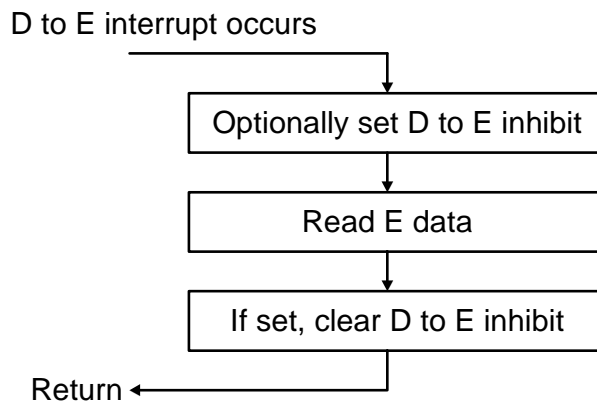 D to E interrupt occurs
Optionally set D to E inhibit
Read E data
If set, clear D to E inhibit
Return